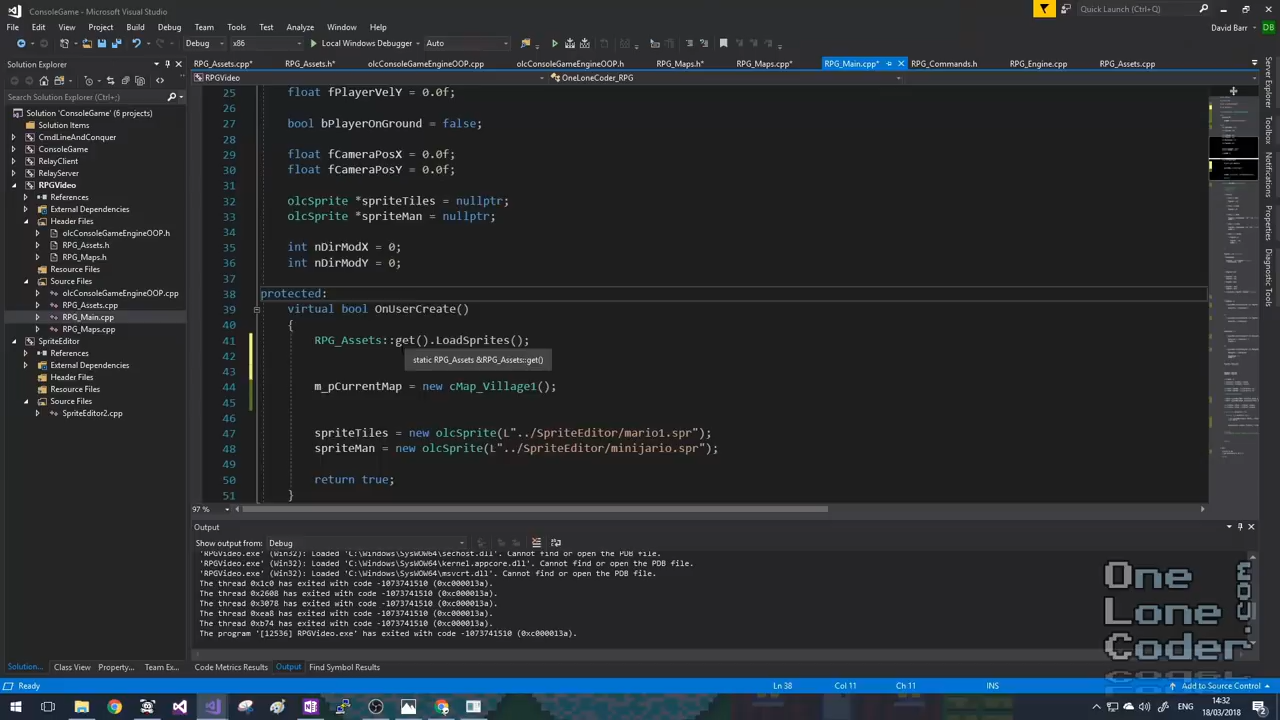 ConsoleGame - Microsoft Visual Studio
Quick Launch (Ctrl+;)
File Edit View Project Build Debug Team Tools Test Analyze Window Help
David Barr DB
Debug x86 Local Windows Debugger Auto
Solution Explorer
RPG_Assets.cpp* RPG_Assets.h* olcConsoleGameEngineOOP.cpp olcConsoleGameEngineOOP.h RPG_Maps.h* RPG_Maps.cpp* RPG_Main.cpp* RPG_Commands.h RPG_Engine.cpp RPG_Assets.cpp
RPGVideo OneLoneCoder_RPG
Search Solution Explorer (Ctrl+;)
Solution 'ConsoleGame' (6 projects)
Solution Items
CmdLineAndConquer
ConsoleGame
RelayClient
RelayServer
RPGVideo
References
External Dependencies
Header Files
olcConsoleGameEngineOOP.h
RPG_Assets.h
RPG_Maps.h
Resource Files
Source Files
olcConsoleGameEngineOOP.cpp
RPG_Assets.cpp
RPG_Main.cpp
RPG_Maps.cpp
SpriteEditor
References
External Dependencies
Header Files
Resource Files
Source Files
SpriteEditor2.cpp
25 float fPlayerVelY = 0.0f;
26
27 bool bPlayerOnGround = false;
28
29 float fCameraPosX = 0.0f;
30 float fCameraPosY = 0.0f;
31
32 olcSprite *spriteTiles = nullptr;
33 olcSprite *spriteMan = nullptr;
34
35 int nDirModX = 0;
36 int nDirModY = 0;
37
38 protected:
39 virtual bool OnUserCreate()
40 {
41 RPG_Assets::get().LoadSprites();
42 static RPG_Assets &RPG_Assets::get()
43
44 m_pCurrentMap = new cMap_Village1();
45
46
47 spriteTiles = new olcSprite(L"../SpriteEditor/mario1.spr");
48 spriteMan = new olcSprite(L"../SpriteEditor/minijario.spr");
49
50 return true;
51 }
97 %
Output
Show output from: Debug
'RPGVideo.exe' (Win32): Loaded 'C:\Windows\SysWOW64\sechost.dll'. Cannot find or open the PDB file.
'RPGVideo.exe' (Win32): Loaded 'C:\Windows\SysWOW64\kernel.appcore.dll'. Cannot find or open the PDB file.
'RPGVideo.exe' (Win32): Loaded 'C:\Windows\SysWOW64\msvcrt.dll'. Cannot find or open the PDB file.
The thread 0x1c0 has exited with code -1073741510 (0xc000013a).
The thread 0x2608 has exited with code -1073741510 (0xc000013a).
The thread 0x3078 has exited with code -1073741510 (0xc000013a).
The thread 0xea8 has exited with code -1073741510 (0xc000013a).
The thread 0xb74 has exited with code -1073741510 (0xc000013a).
The program '[12536] RPGVideo.exe' has exited with code -1073741510 (0xc000013a).
Server Explorer
Toolbox
Notifications
Properties
Diagnostic Tools
One
Lone
Coder
.com
Solution... Class View Property... Team Ex...
Code Metrics Results Output Find Symbol Results
Ready Ln 38 Col 11 Ch 11 INS Add to Source Control
ENG
14:32
18/03/2018
2